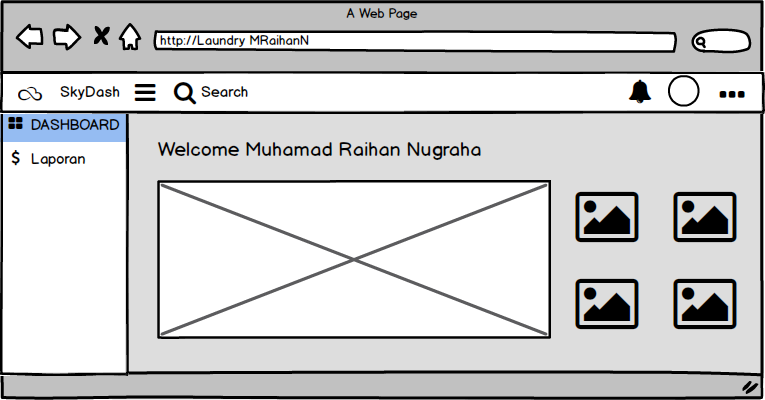 A Web Page
http://Laundry MRaihanN
SkyDash
Search
DASHBOARD
$ Laporan
Welcome Muhamad Raihan Nugraha